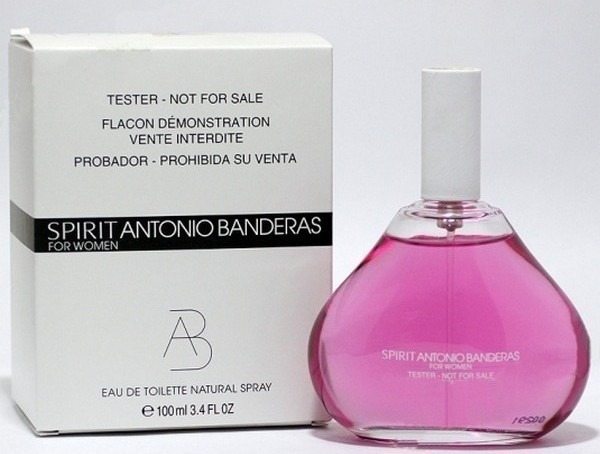 TESTER - NOT FOR SALE
FLACON DÉMONSTRATION
VENTE INTERDITE
PROBADOR - PROHIBIDA SU VENTA
SPIRIT ANTONIO BANDERAS
FOR WOMEN
AB
EAU DE TOILETTE NATURAL SPRAY
℮ 100 ml 3.4 FL OZ
SPIRIT ANTONIO BANDERAS
FOR WOMEN
TESTER - NOT FOR SALE